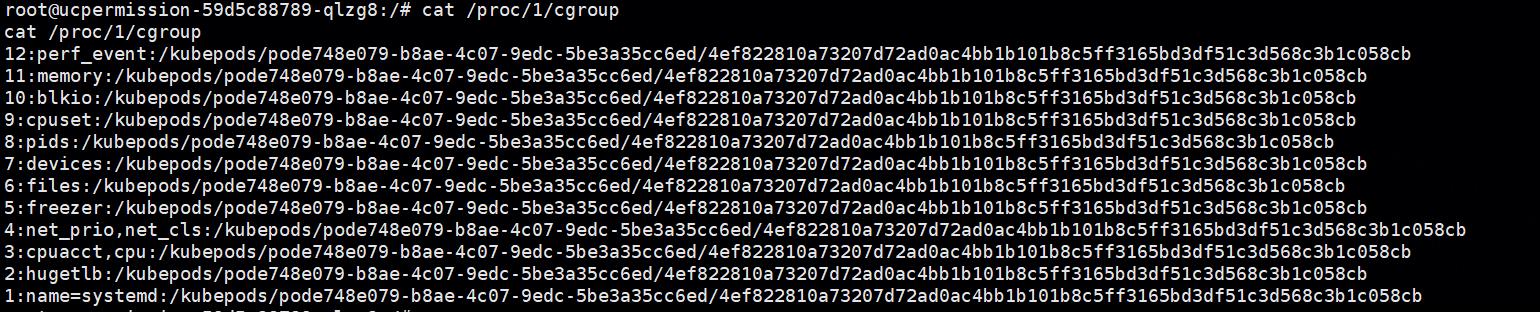 root@ucpermission-59d5c88789-qlzg8:/# cat /proc/1/cgroup
cat /proc/1/cgroup
12:perf_event:/kubepods/pode748e079-b8ae-4c07-9edc-5be3a35cc6ed/4ef822810a73207d72ad0ac4bb1b101b8c5ff3165bd3df51c3d568c3b1c058cb
11:memory:/kubepods/pode748e079-b8ae-4c07-9edc-5be3a35cc6ed/4ef822810a73207d72ad0ac4bb1b101b8c5ff3165bd3df51c3d568c3b1c058cb
10:blkio:/kubepods/pode748e079-b8ae-4c07-9edc-5be3a35cc6ed/4ef822810a73207d72ad0ac4bb1b101b8c5ff3165bd3df51c3d568c3b1c058cb
9:cpuset:/kubepods/pode748e079-b8ae-4c07-9edc-5be3a35cc6ed/4ef822810a73207d72ad0ac4bb1b101b8c5ff3165bd3df51c3d568c3b1c058cb
8:pids:/kubepods/pode748e079-b8ae-4c07-9edc-5be3a35cc6ed/4ef822810a73207d72ad0ac4bb1b101b8c5ff3165bd3df51c3d568c3b1c058cb
7:devices:/kubepods/pode748e079-b8ae-4c07-9edc-5be3a35cc6ed/4ef822810a73207d72ad0ac4bb1b101b8c5ff3165bd3df51c3d568c3b1c058cb
6:files:/kubepods/pode748e079-b8ae-4c07-9edc-5be3a35cc6ed/4ef822810a73207d72ad0ac4bb1b101b8c5ff3165bd3df51c3d568c3b1c058cb
5:freezer:/kubepods/pode748e079-b8ae-4c07-9edc-5be3a35cc6ed/4ef822810a73207d72ad0ac4bb1b101b8c5ff3165bd3df51c3d568c3b1c058cb
4:net_prio,net_cls:/kubepods/pode748e079-b8ae-4c07-9edc-5be3a35cc6ed/4ef822810a73207d72ad0ac4bb1b101b8c5ff3165bd3df51c3d568c3b1c058cb
3:cpuacct,cpu:/kubepods/pode748e079-b8ae-4c07-9edc-5be3a35cc6ed/4ef822810a73207d72ad0ac4bb1b101b8c5ff3165bd3df51c3d568c3b1c058cb
2:hugetlb:/kubepods/pode748e079-b8ae-4c07-9edc-5be3a35cc6ed/4ef822810a73207d72ad0ac4bb1b101b8c5ff3165bd3df51c3d568c3b1c058cb
1:name=systemd:/kubepods/pode748e079-b8ae-4c07-9edc-5be3a35cc6ed/4ef822810a73207d72ad0ac4bb1b101b8c5ff3165bd3df51c3d568c3b1c058cb